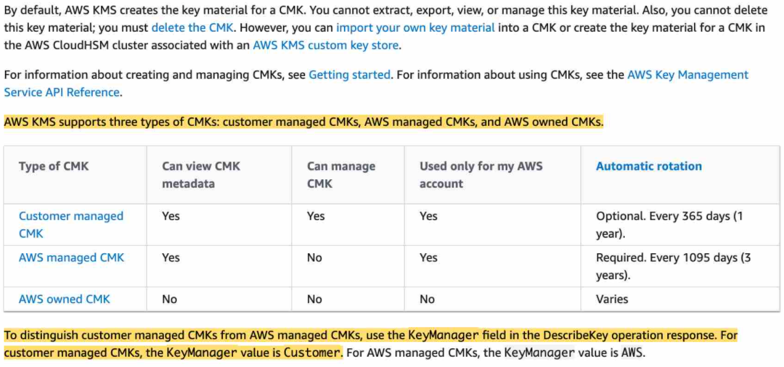 By default, AWS KMS creates the key material for a CMK. You cannot extract, export, view, or manage this key material. Also, you cannot delete
this key material; you must delete the CMK. However, you can import your own key material into a CMK or create the key material for a CMK in
the AWS CloudHSM cluster associated with an AWS KMS custom key store.
For information about creating and managing CMKs, see Getting started. For information about using CMKs, see the AWS Key Management
Service API Reference.
AWS KMS supports three types of CMKs: customer managed CMKs, AWS managed CMKs, and AWS owned CMKs.
Type of CMK Can view CMK Can manage Used only for my AWS Automatic rotation
metadata CMK account
Customer managed Yes Yes Yes Optional. Every 365 days (1
CMK year).
AWS managed CMK Yes No Yes Required. Every 1095 days (3
years).
AWS owned CMK No No No Varies
To distinguish customer managed CMKs from AWS managed CMKs, use the KeyManager field in the DescribeKey operation response. For
customer managed CMKs, the KeyManager value is Customer. For AWS managed CMKs, the KeyManager value is AWS.